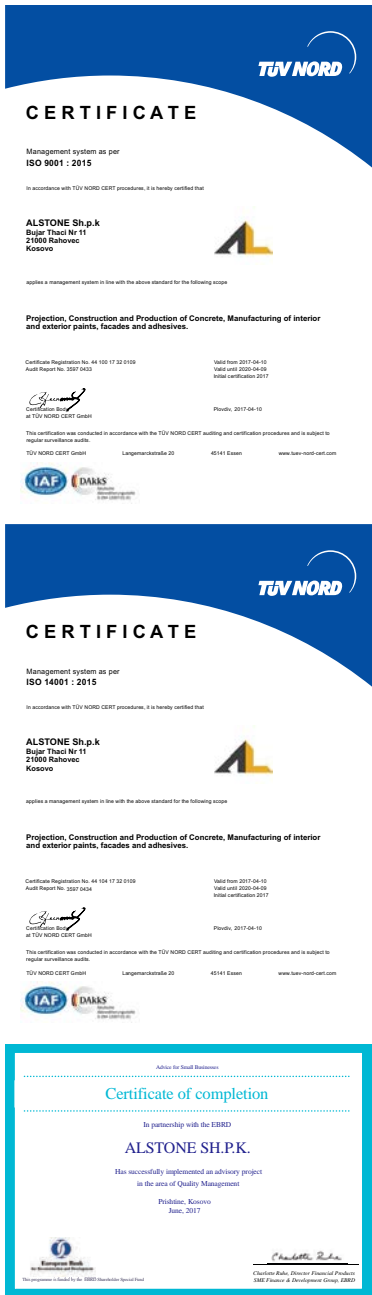 TÜV NORD
CERTIFICATE
Management system as per
ISO 9001 : 2015
In accordance with TÜV NORD CERT procedures, it is hereby certified that
ALSTONE Sh.p.k
Bujar Thaci Nr 11
21000 Rahovec
Kosovo
AL
applies a management system in line with the above standard for the following scope
Projection, Construction and Production of Concrete, Manufacturing of interior
and exterior paints, facades and adhesives.
Certificate Registration No. 44 100 17 32 0109
Audit Report No. 3597 0433
Valid from 2017-04-10
Valid until 2020-04-09
Initial certification 2017
Certification Body
at TÜV NORD CERT GmbH
Plovdiv, 2017-04-10
This certification was conducted in accordance with the TÜV NORD CERT auditing and certification procedures and is subject to
regular surveillance audits.
TÜV NORD CERT GmbH Langemarckstraße 20 45141 Essen www.tuev-nord-cert.com
IAF DAkkS
Deutsche
Akkreditierungsstelle
TÜV NORD
CERTIFICATE
Management system as per
ISO 14001 : 2015
In accordance with TÜV NORD CERT procedures, it is hereby certified that
ALSTONE Sh.p.k
Bujar Thaci Nr 11
21000 Rahovec
Kosovo
AL
applies a management system in line with the above standard for the following scope
Projection, Construction and Production of Concrete, Manufacturing of interior
and exterior paints, facades and adhesives.
Certificate Registration No. 44 104 17 32 0109
Audit Report No. 3597 0434
Valid from 2017-04-10
Valid until 2020-04-09
Initial certification 2017
Certification Body
at TÜV NORD CERT GmbH
Plovdiv, 2017-04-10
This certification was conducted in accordance with the TÜV NORD CERT auditing and certification procedures and is subject to
regular surveillance audits.
TÜV NORD CERT GmbH Langemarckstraße 20 45141 Essen www.tuev-nord-cert.com
IAF DAkkS
Deutsche
Akkreditierungsstelle
Advice for Small Businesses
Certificate of completion
In partnership with the EBRD
ALSTONE SH.P.K.
Has successfully implemented an advisory project
in the area of Quality Management
Prishtine, Kosovo
June, 2017
European Bank
for Reconstruction and Development
This programme is funded by the EBRD Shareholder Special Fund
Charlotte Ruhe
Charlotte Ruhe, Director Financial Products
SME Finance & Development Group, EBRD